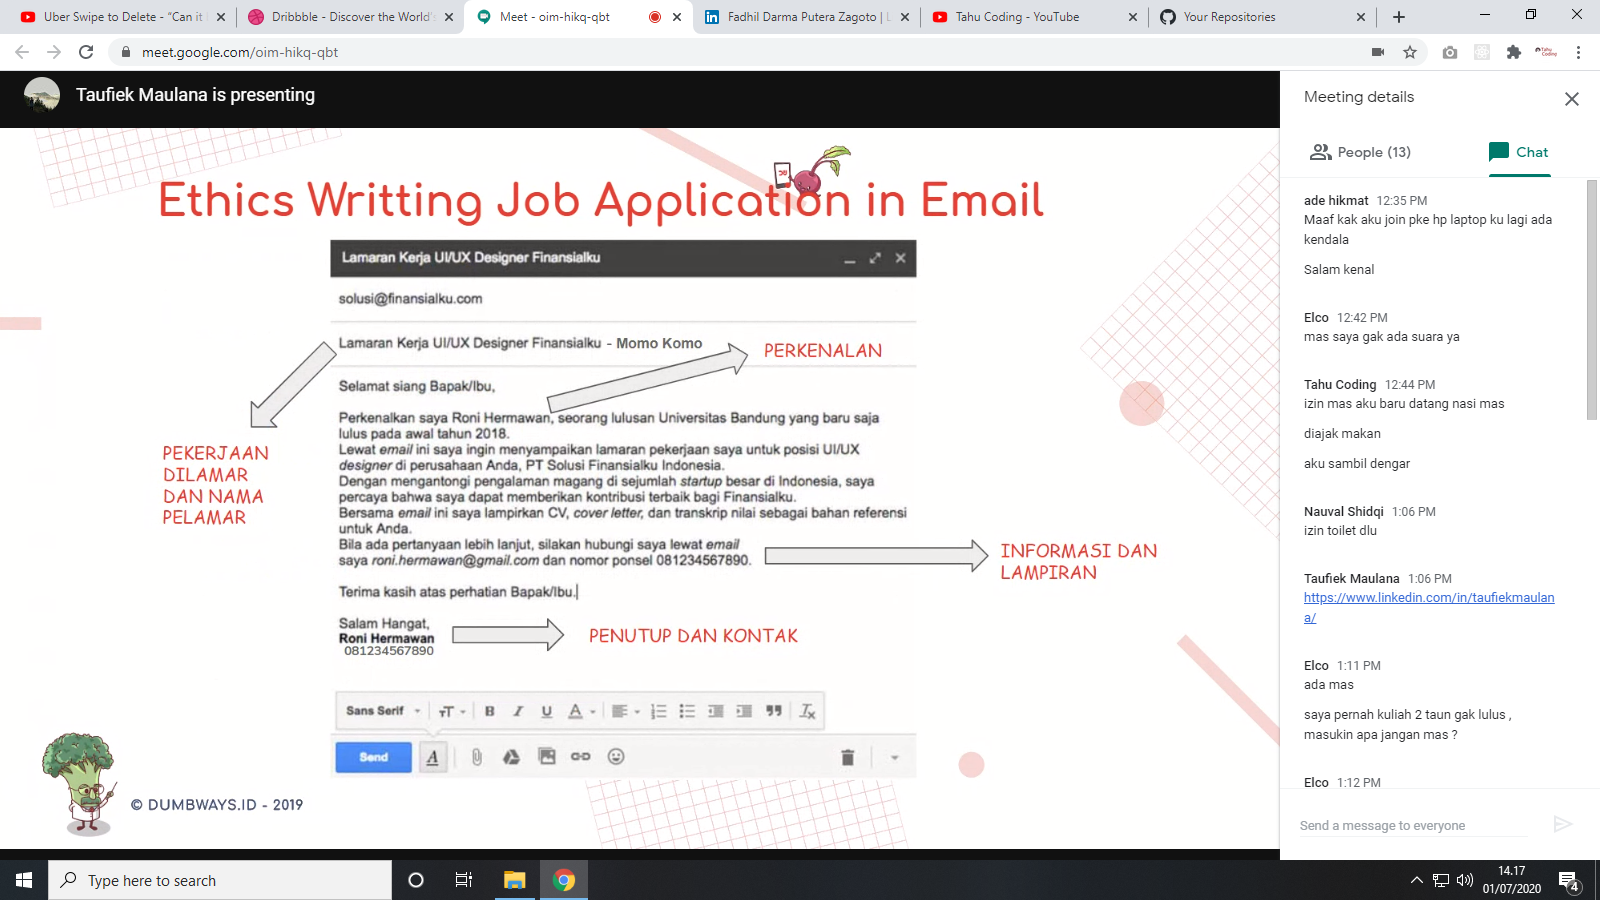 Uber Swipe to Delete - "Can it
Dribbble - Discover the World's
Meet - oim-hikq-qbt
Fadhil Darma Putera Zagoto | L
Tahu Coding - YouTube
Your Repositories
meet.google.com/oim-hikq-qbt
Taufiek Maulana is presenting
Ethics Writting Job Application in Email
Lamaran Kerja UI/UX Designer Finansialku
solusi@finansialku.com
Lamaran Kerja UI/UX Designer Finansialku - Momo Komo
PERKENALAN
Selamat siang Bapak/Ibu,
Perkenalkan saya Roni Hermawan, seorang lulusan Universitas Bandung yang baru saja
lulus pada awal tahun 2018.
Lewat email ini saya ingin menyampaikan lamaran pekerjaan saya untuk posisi UI/UX
designer di perusahaan Anda, PT Solusi Finansialku Indonesia.
Dengan mengantongi pengalaman magang di sejumlah startup besar di Indonesia, saya
percaya bahwa saya dapat memberikan kontribusi terbaik bagi Finansialku.
Bersama email ini saya lampirkan CV, cover letter, dan transkrip nilai sebagai bahan referensi
untuk Anda.
Bila ada pertanyaan lebih lanjut, silakan hubungi saya lewat email
saya roni.hermawan@gmail.com dan nomor ponsel 081234567890.
Terima kasih atas perhatian Bapak/Ibu.
Salam Hangat,
Roni Hermawan
081234567890
PEKERJAAN
DILAMAR
DAN NAMA
PELAMAR
INFORMASI DAN
LAMPIRAN
PENUTUP DAN KONTAK
Sans Serif
Send
© DUMBWAYS.ID - 2019
Meeting details
People (13)
Chat
ade hikmat 12:35 PM
Maaf kak aku join pke hp laptop ku lagi ada
kendala
Salam kenal
Elco 12:42 PM
mas saya gak ada suara ya
Tahu Coding 12:44 PM
izin mas aku baru datang nasi mas
diajak makan
aku sambil dengar
Nauval Shidqi 1:06 PM
izin toilet dlu
Taufiek Maulana 1:06 PM
https://www.linkedin.com/in/taufiekmaulan
a/
Elco 1:11 PM
ada mas
saya pernah kuliah 2 taun gak lulus ,
masukin apa jangan mas ?
Elco 1:12 PM
Send a message to everyone
Type here to search
14.17
01/07/2020
4